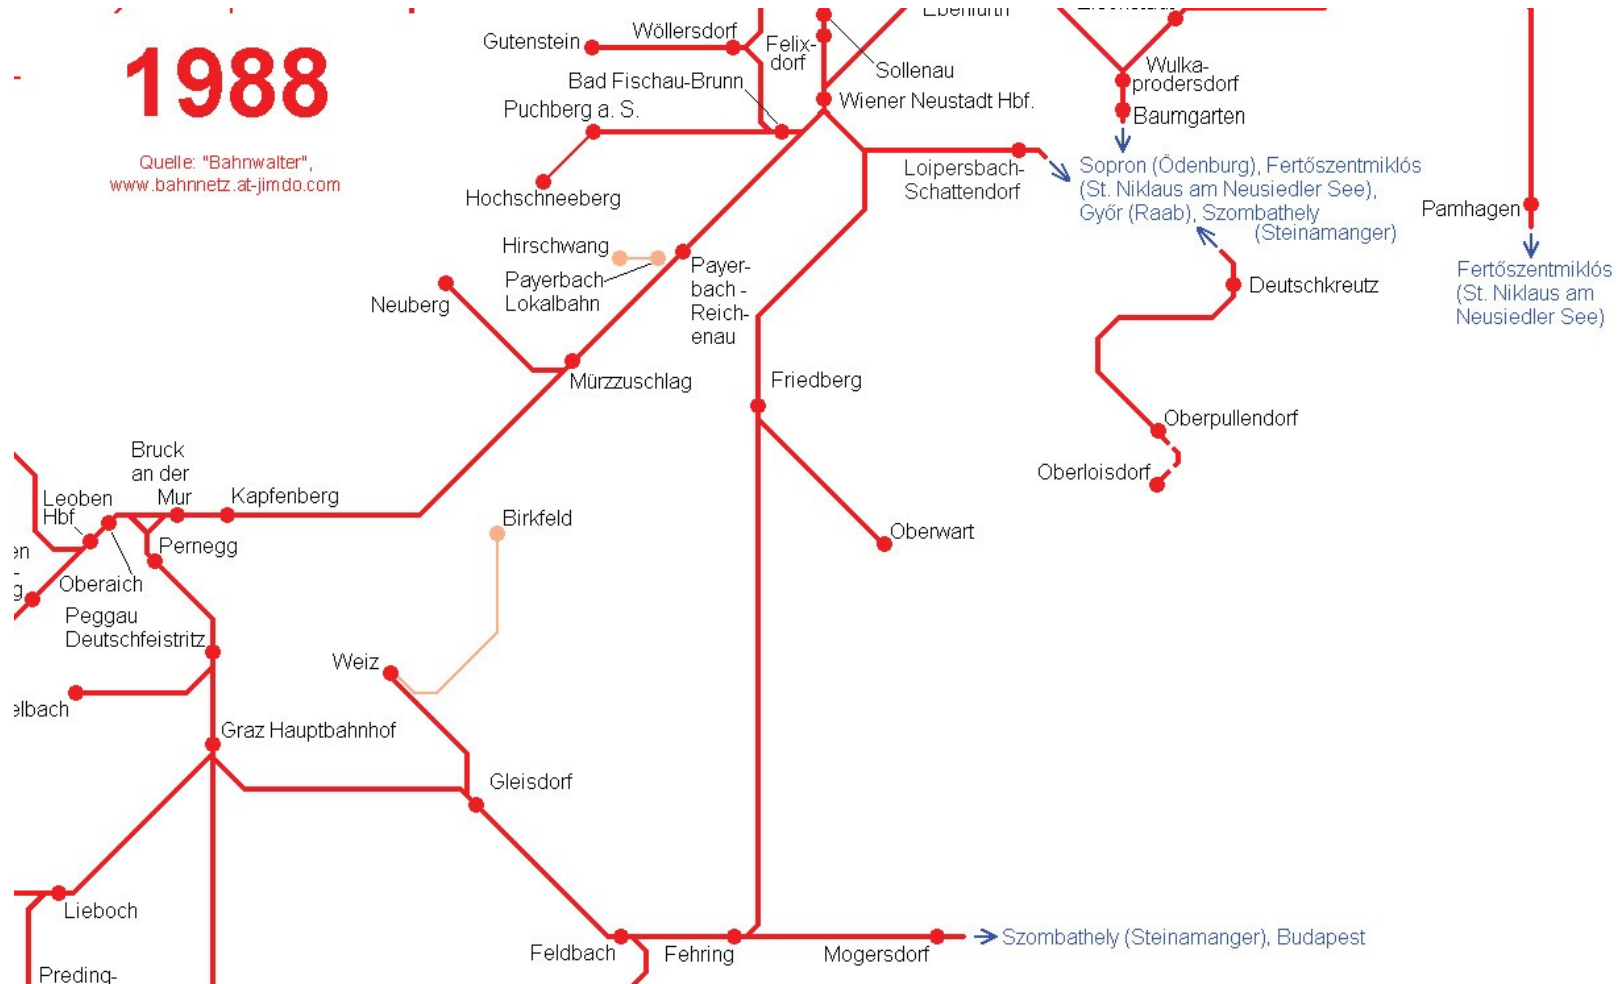 1988
Quelle: "Bahnwalter",
www.bahnnetz.at-jimdo.com
Gutenstein
Wöllersdorf
Felix-
dorf
Sollenau
Bad Fischau-Brunn
Puchberg a. S.
Wiener Neustadt Hbf.
Hochschneeberg
Ebenfurth
Wulka-
prodersdorf
Baumgarten
Loipersbach-
Schattendorf
Sopron (Ödenburg), Fertőszentmiklós
(St. Niklaus am Neusiedler See),
Győr (Raab), Szombathely
(Steinamanger)
Pamhagen
Fertőszentmiklós
(St. Niklaus am
Neusiedler See)
Deutschkreutz
Hirschwang
Payerbach-
Lokalbahn
Payer-
bach -
Reich-
enau
Neuberg
Mürzzuschlag
Friedberg
Oberpullendorf
Oberloisdorf
Oberwart
Bruck
an der
Mur
Kapfenberg
Leoben
Hbf
Pernegg
en
-
g
Oberaich
Peggau
Deutschfeistritz
elbach
Birkfeld
Weiz
Graz Hauptbahnhof
Gleisdorf
Lieboch
Preding-
Feldbach
Fehring
Mogersdorf
Szombathely (Steinamanger), Budapest